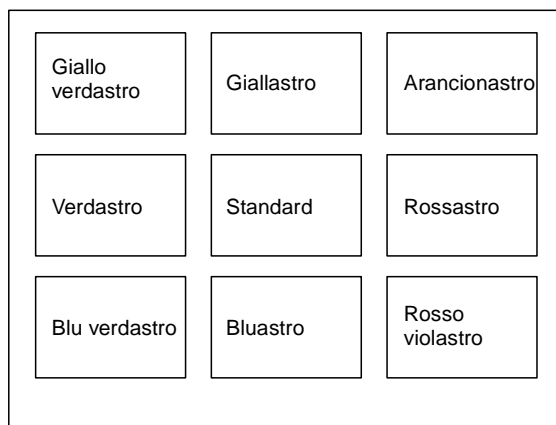 Giallo
verdastro
Giallastro
Arancionastro
Verdastro
Standard
Rossastro
Blu verdastro
Bluastro
Rosso
violastro